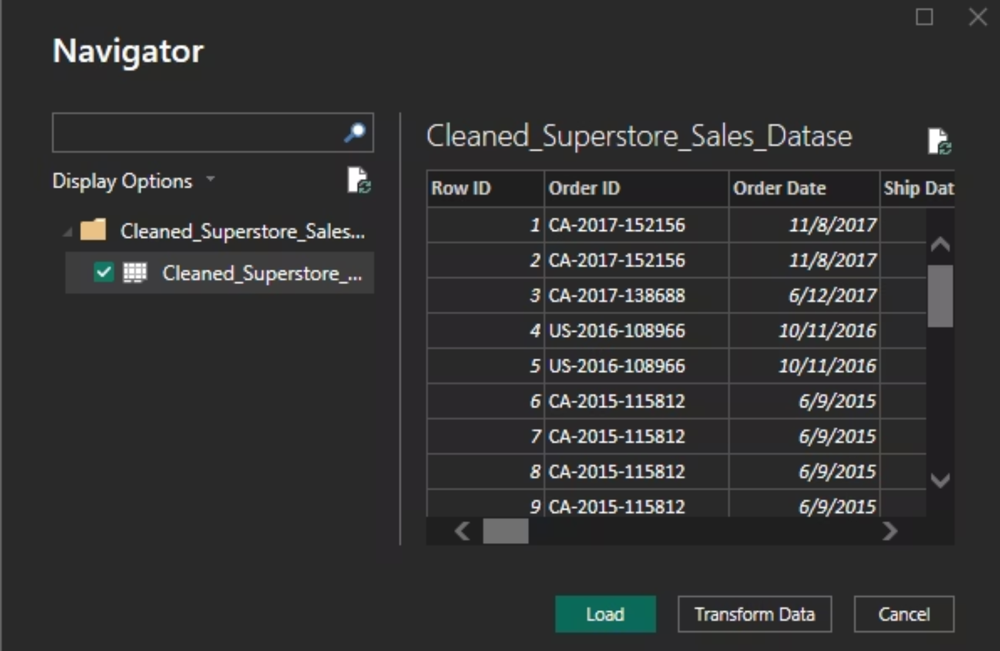 Navigator
Display Options
Cleaned_Superstore_Sales...
Cleaned_Superstore_...
Cleaned_Superstore_Sales_Datase
Row ID Order ID Order Date Ship Dat
1 CA-2017-152156 11/8/2017
2 CA-2017-152156 11/8/2017
3 CA-2017-138688 6/12/2017
4 US-2016-108966 10/11/2016
5 US-2016-108966 10/11/2016
6 CA-2015-115812 6/9/2015
7 CA-2015-115812 6/9/2015
8 CA-2015-115812 6/9/2015
9 CA-2015-115812 6/9/2015
Load Transform Data Cancel